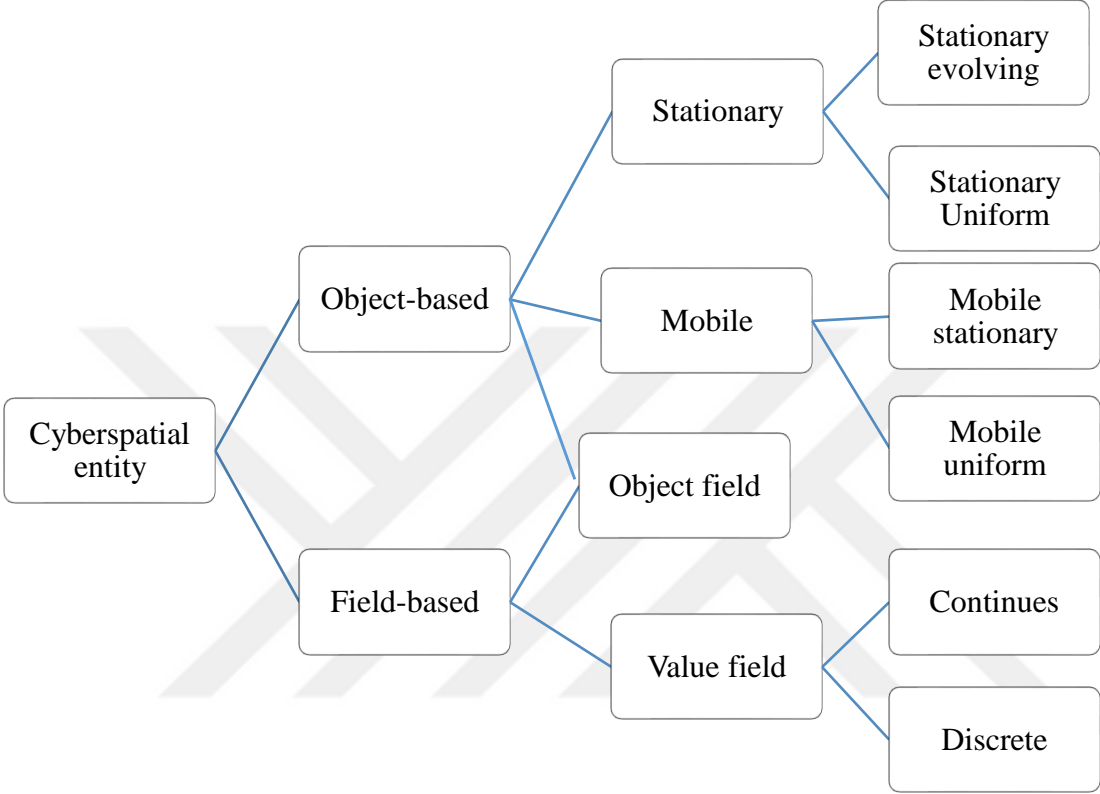 Stationary
evolving
Stationary
Stationary
Uniform
Object-based
Mobile
Mobile
stationary
Cyberspatial
entity
Mobile
uniform
Object field
Field-based
Continues
Value field
Discrete